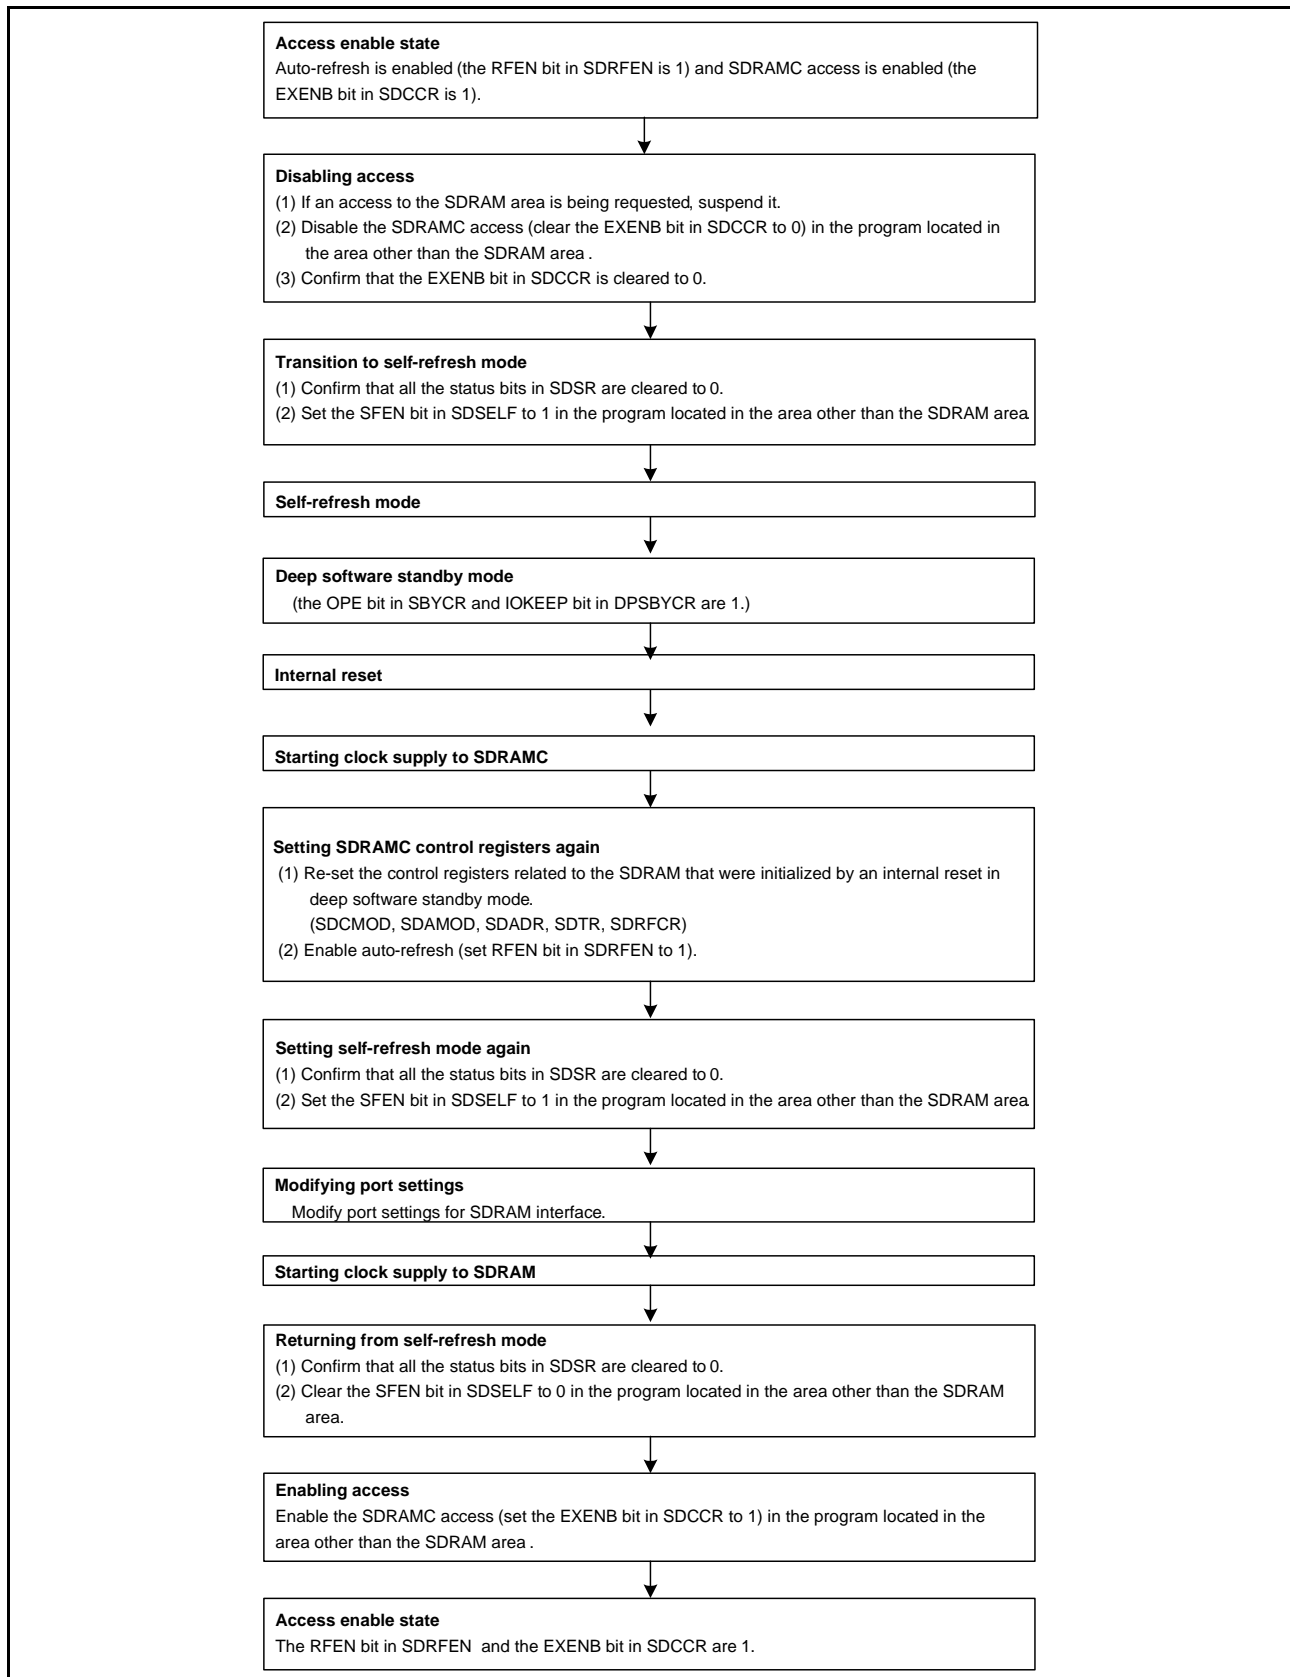 Access enable state
Auto-refresh is enabled (the RFEN bit in SDRFEN is 1) and SDRAMC access is enabled (the
EXENB bit in SDCCR is 1).
Disabling access
(1) If an access to the SDRAM area is being requested, suspend it.
(2) Disable the SDRAMC access (clear the EXENB bit in SDCCR to 0) in the program located in
the area other than the SDRAM area .
(3) Confirm that the EXENB bit in SDCCR is cleared to 0.
Transition to self-refresh mode
(1) Confirm that all the status bits in SDSR are cleared to 0.
(2) Set the SFEN bit in SDSELF to 1 in the program located in the area other than the SDRAM area.
Self-refresh mode
Deep software standby mode
(the OPE bit in SBYCR and IOKEEP bit in DPSBYCR are 1.)
Internal reset
Starting clock supply to SDRAMC
Setting SDRAMC control registers again
(1) Re-set the control registers related to the SDRAM that were initialized by an internal reset in
deep software standby mode.
(SDCMOD, SDAMOD, SDADR, SDTR, SDRFCR)
(2) Enable auto-refresh (set RFEN bit in SDRFEN to 1).
Setting self-refresh mode again
(1) Confirm that all the status bits in SDSR are cleared to 0.
(2) Set the SFEN bit in SDSELF to 1 in the program located in the area other than the SDRAM area.
Modifying port settings
Modify port settings for SDRAM interface.
Starting clock supply to SDRAM
Returning from self-refresh mode
(1) Confirm that all the status bits in SDSR are cleared to 0.
(2) Clear the SFEN bit in SDSELF to 0 in the program located in the area other than the SDRAM
area.
Enabling access
Enable the SDRAMC access (set the EXENB bit in SDCCR to 1) in the program located in the
area other than the SDRAM area .
Access enable state
The RFEN bit in SDRFEN  and the EXENB bit in SDCCR are 1.